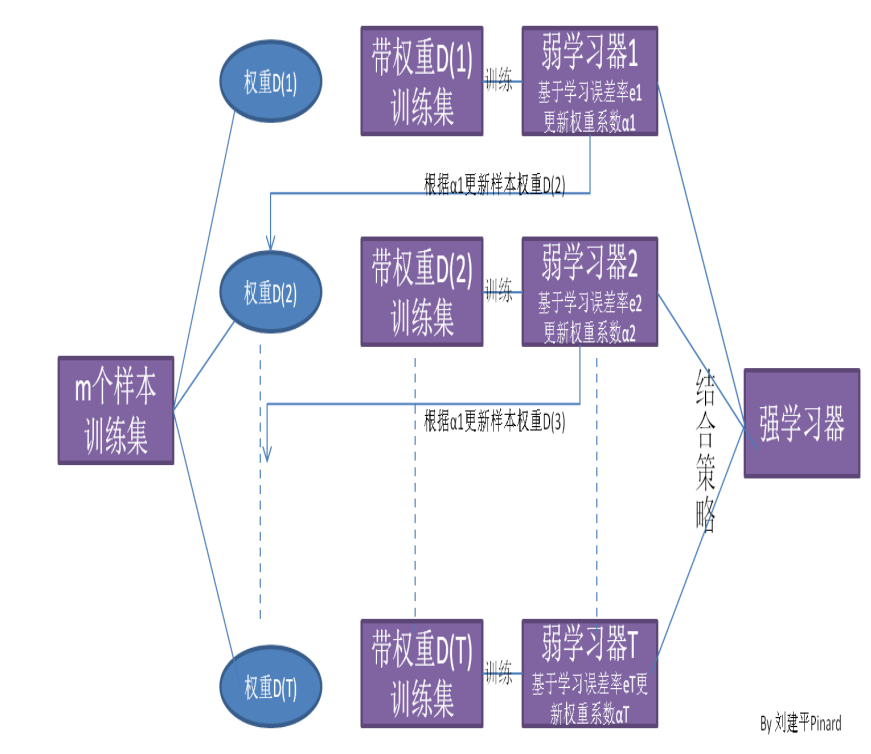 权重D(1)
带权重D(1)
训练集
训练
弱学习器1
基于学习误差率e1
更新权重系数α1
根据α1更新样本权重D(2)
权重D(2)
带权重D(2)
训练集
训练
弱学习器2
基于学习误差率e2
更新权重系数α2
m个样本
训练集
根据α1更新样本权重D(3)
结
合
策
略
强学习器
权重D(T)
带权重D(T)
训练集
训练
弱学习器T
基于学习误差率eT更
新权重系数αT
By 刘建平Pinard